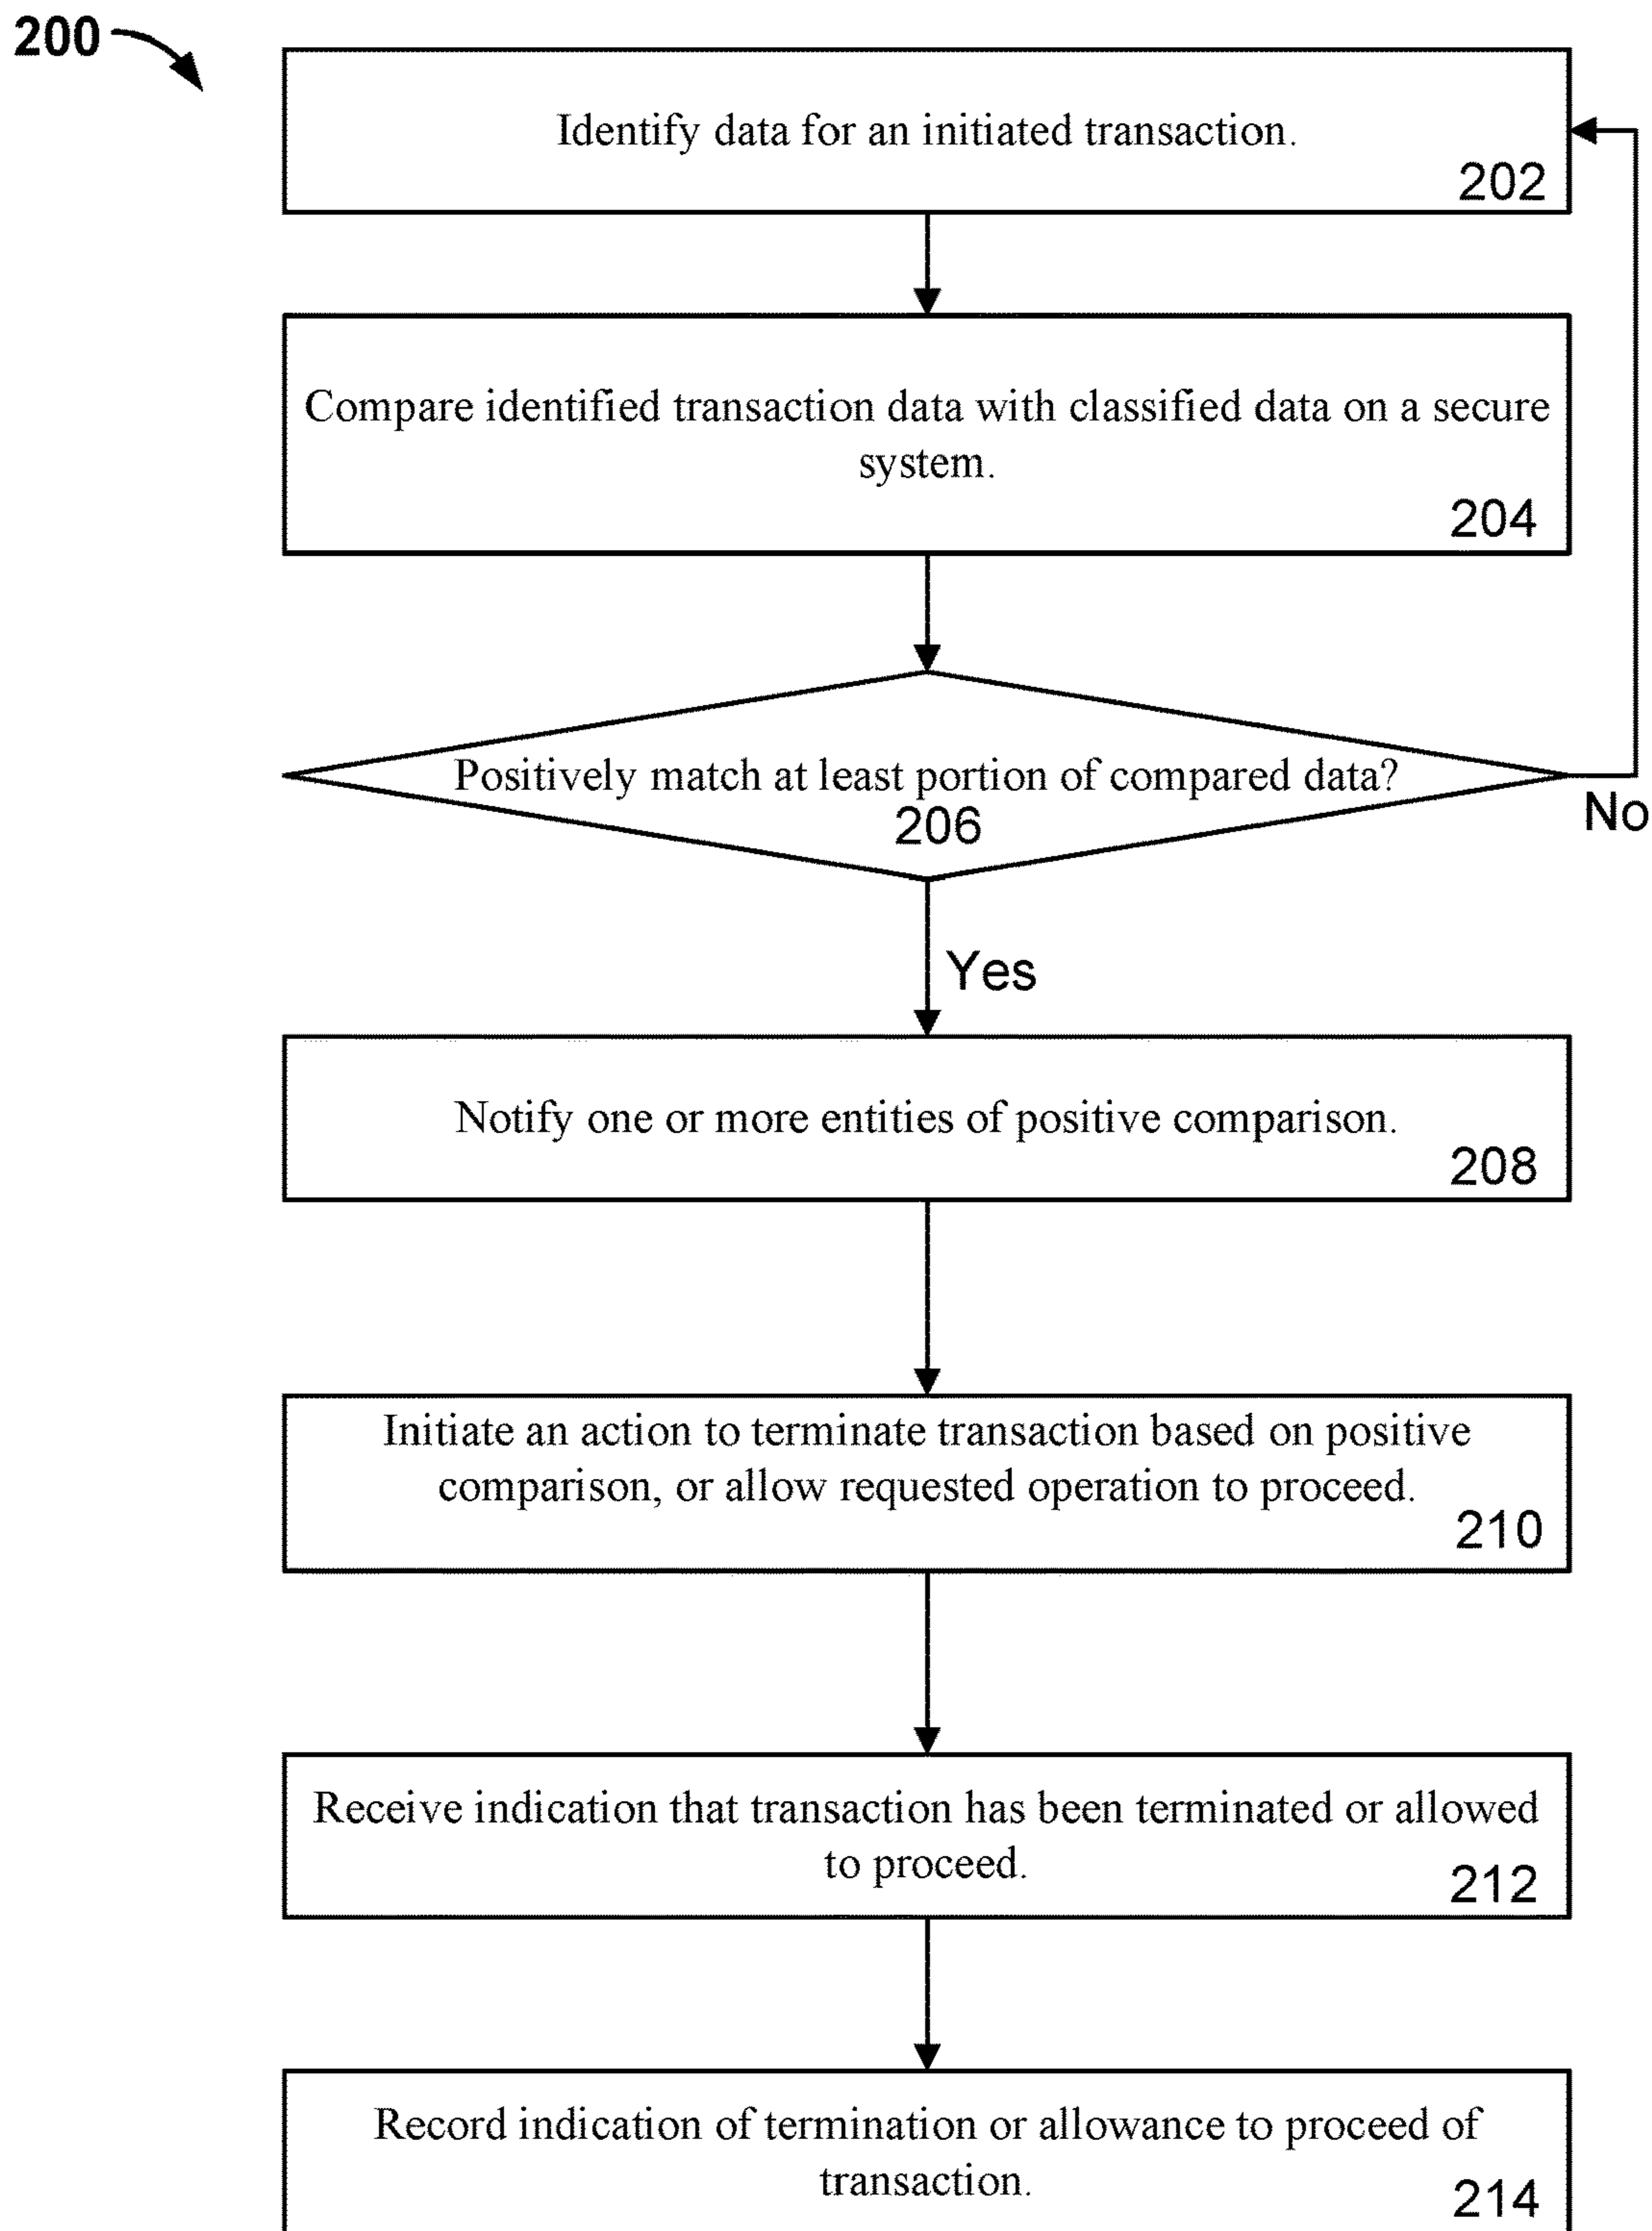 200
Identify data for an initiated transaction.
202
Compare identified transaction data with classified data on a secure
system.
204
Positively match at least portion of compared data?
206
No
Yes
Notify one or more entities of positive comparison.
208
Initiate an action to terminate transaction based on positive
comparison, or allow requested operation to proceed.
210
Receive indication that transaction has been terminated or allowed
to proceed.
212
Record indication of termination or allowance to proceed of
transaction.
214